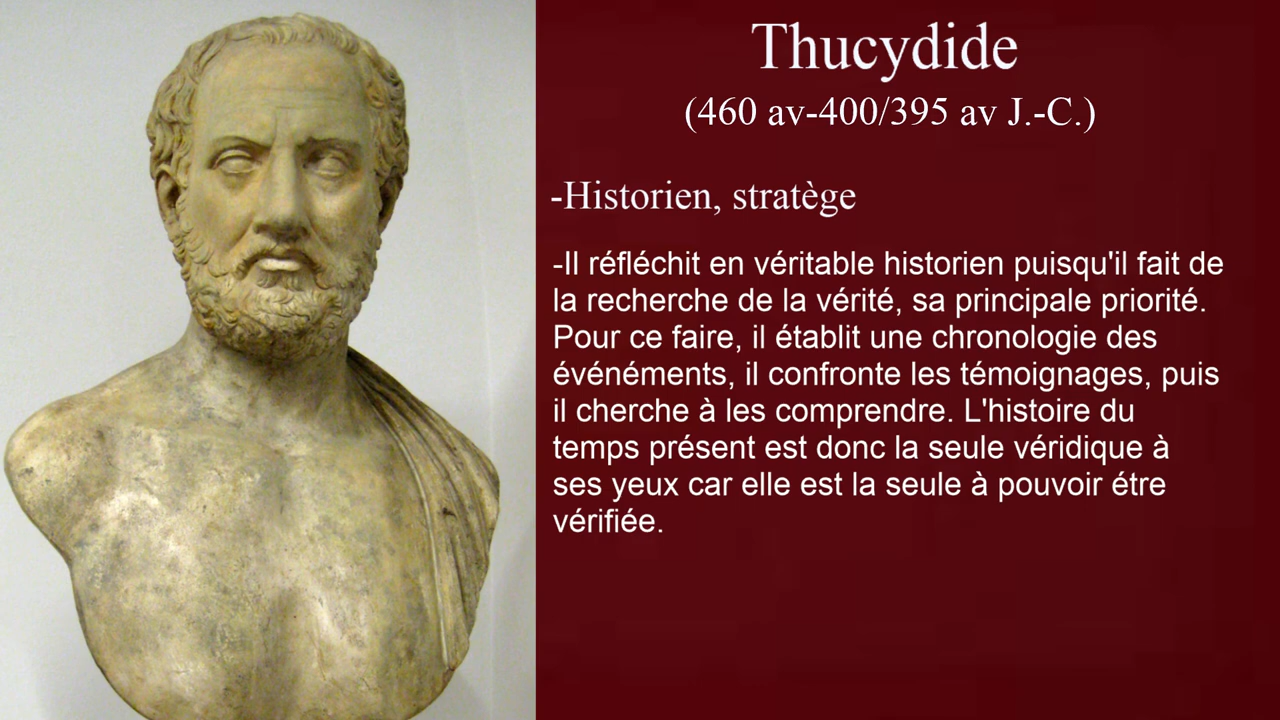 Thucydide
(460 av-400/395 av J.-C.)
-Historien, stratège
-Il réfléchit en véritable historien puisqu'il fait de
la recherche de la vérité, sa principale priorité.
Pour ce faire, il établit une chronologie des
événéments, il confronte les témoignages, puis
il cherche à les comprendre. L'histoire du
temps présent est donc la seule véridique à
ses yeux car elle est la seule à pouvoir étre
vérifiée.